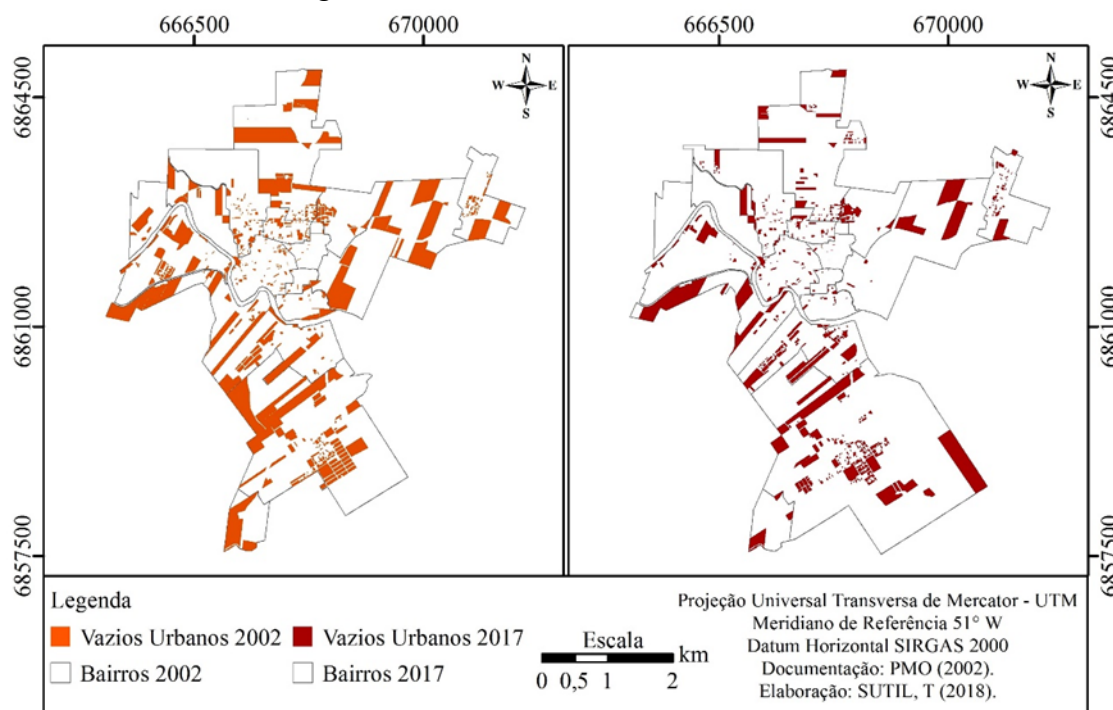 666500 670000 666500 670000
N
W E
S
N
W E
S
6864500 6864500
6861000 6861000
6857500 6857500
Legenda
Vazios Urbanos 2002 Vazios Urbanos 2017
Bairros 2002 Bairros 2017
Escala
km
0 0,5 1 2
Projeção Universal Transversa de Mercator - UTM
Meridiano de Referência 51° W
Datum Horizontal SIRGAS 2000
Documentação: PMO (2002).
Elaboração: SUTIL, T (2018).